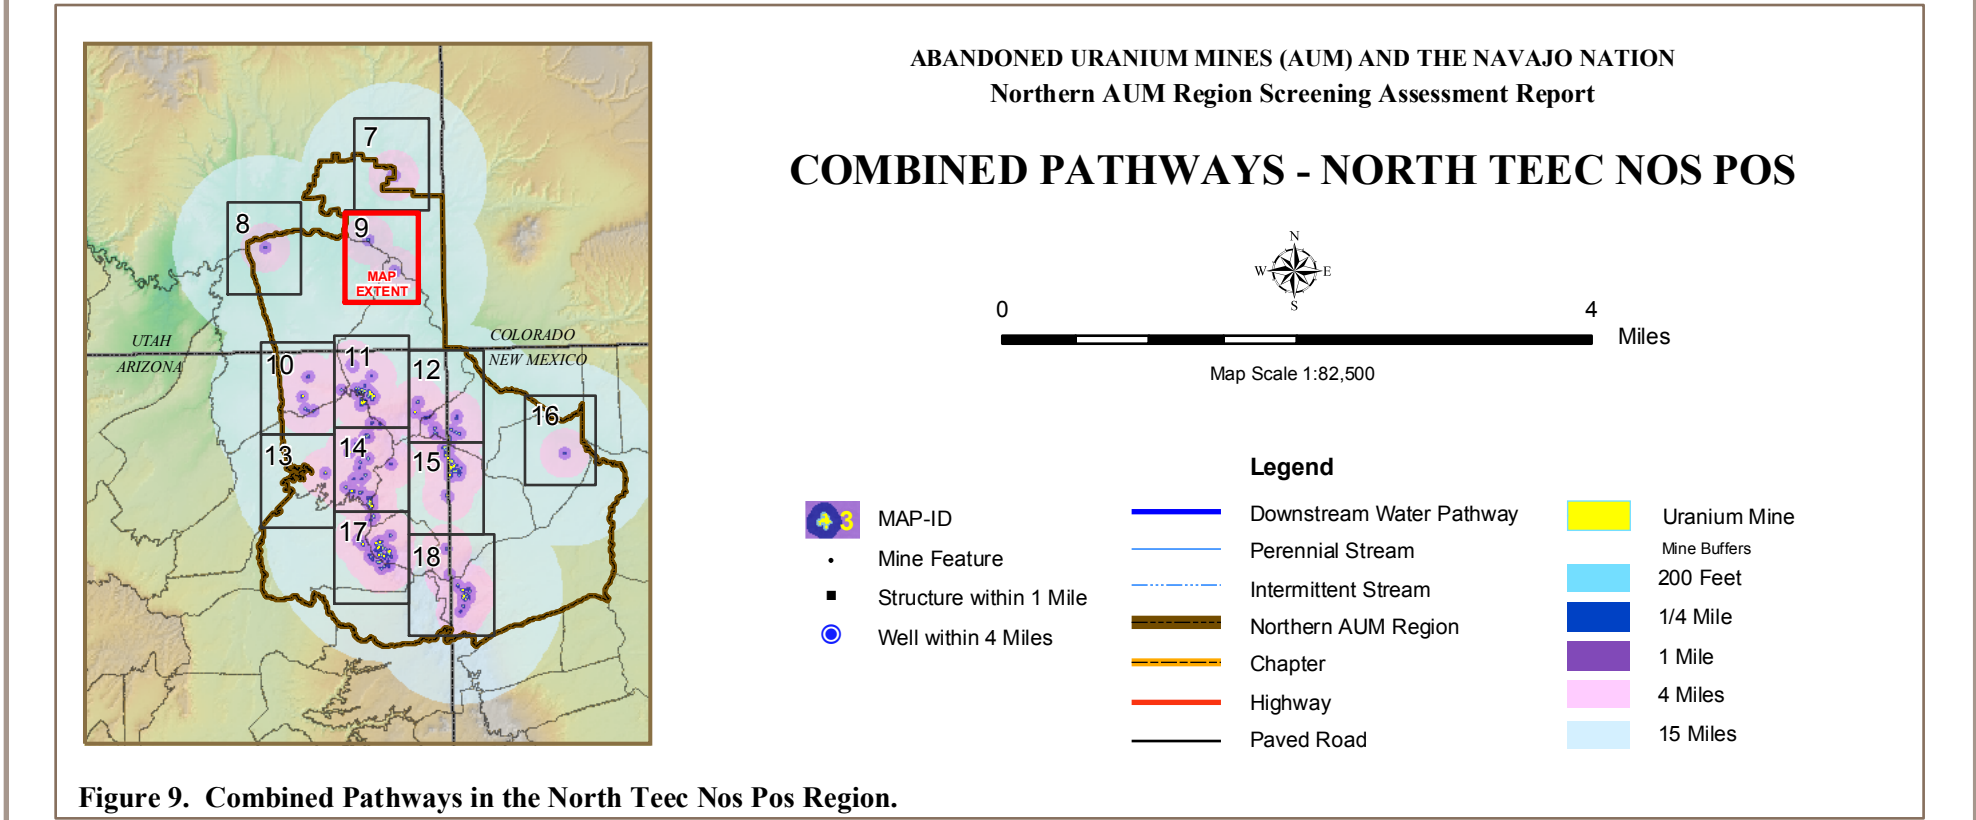 7
8
9
MAP
EXTENT
UTAH
ARIZONA
COLORADO
NEW MEXICO
10
11
12
16
13
14
15
17
18
ABANDONED URANIUM MINES (AUM) AND THE NAVAJO NATION
Northern AUM Region Screening Assessment Report
COMBINED PATHWAYS - NORTH TEEC NOS POS
N
W E
S
0 4
Miles
Map Scale 1:82,500
Legend
3 MAP-ID
Mine Feature
Structure within 1 Mile
Well within 4 Miles
Downstream Water Pathway
Perennial Stream
Intermittent Stream
Northern AUM Region
Chapter
Highway
Paved Road
Uranium Mine
Mine Buffers
200 Feet
1/4 Mile
1 Mile
4 Miles
15 Miles
Figure 9. Combined Pathways in the North Teec Nos Pos Region.